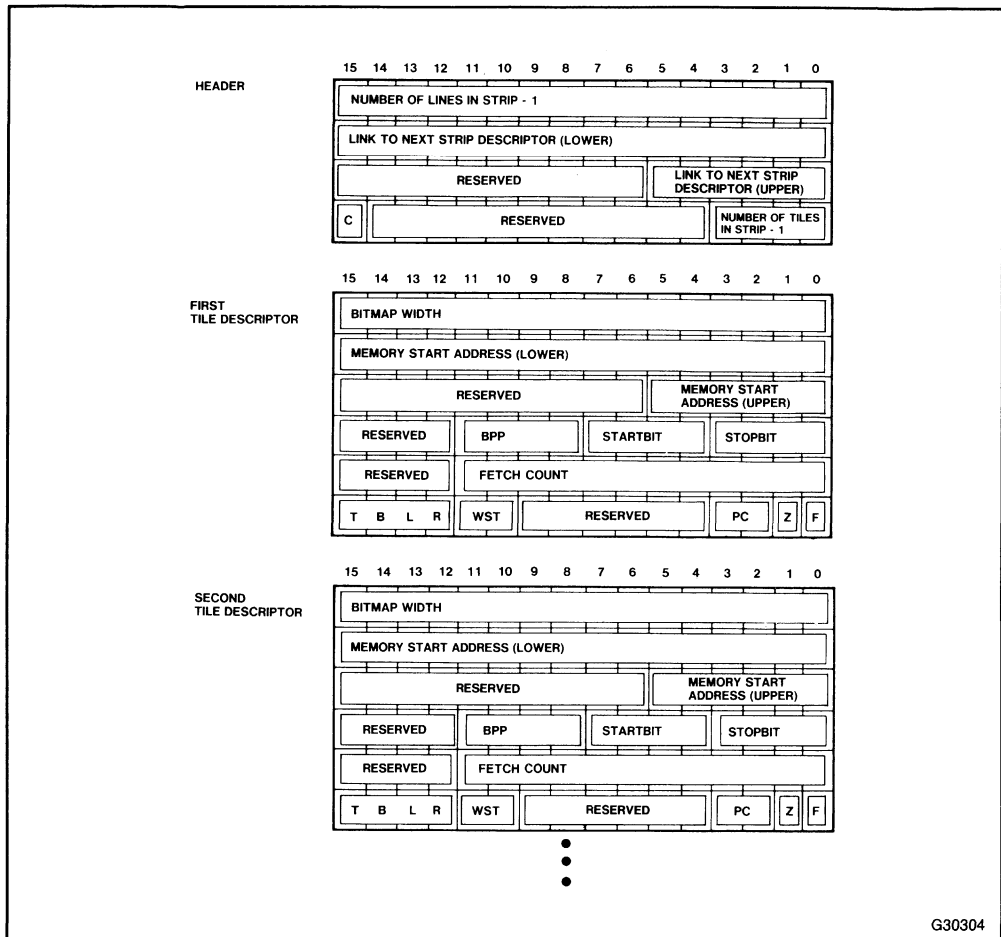 15 14 13 12 11 10 9 8 7 6 5 4 3 2 1 0
HEADER
NUMBER OF LINES IN STRIP - 1
LINK TO NEXT STRIP DESCRIPTOR (LOWER)
RESERVED
LINK TO NEXT STRIP
DESCRIPTOR (UPPER)
C
RESERVED
NUMBER OF TILES
IN STRIP - 1
15 14 13 12 11 10 9 8 7 6 5 4 3 2 1 0
FIRST
TILE DESCRIPTOR
BITMAP WIDTH
MEMORY START ADDRESS (LOWER)
RESERVED
MEMORY START
ADDRESS (UPPER)
RESERVED BPP STARTBIT STOPBIT
RESERVED FETCH COUNT
T B L R WST RESERVED PC Z F
15 14 13 12 11 10 9 8 7 6 5 4 3 2 1 0
SECOND
TILE DESCRIPTOR
BITMAP WIDTH
MEMORY START ADDRESS (LOWER)
RESERVED
MEMORY START
ADDRESS (UPPER)
RESERVED BPP STARTBIT STOPBIT
RESERVED FETCH COUNT
T B L R WST RESERVED PC Z F
G30304